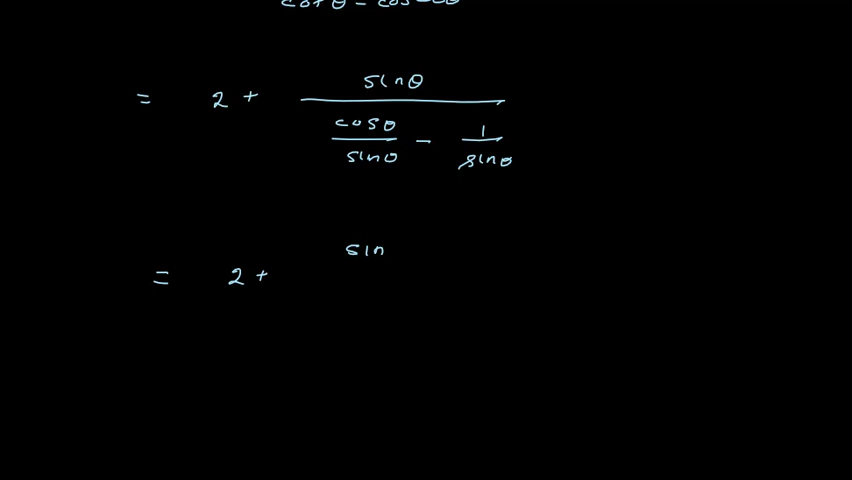 = 2 + sinθ
cosθ/sinθ - 1/sinθ
= 2 + sin